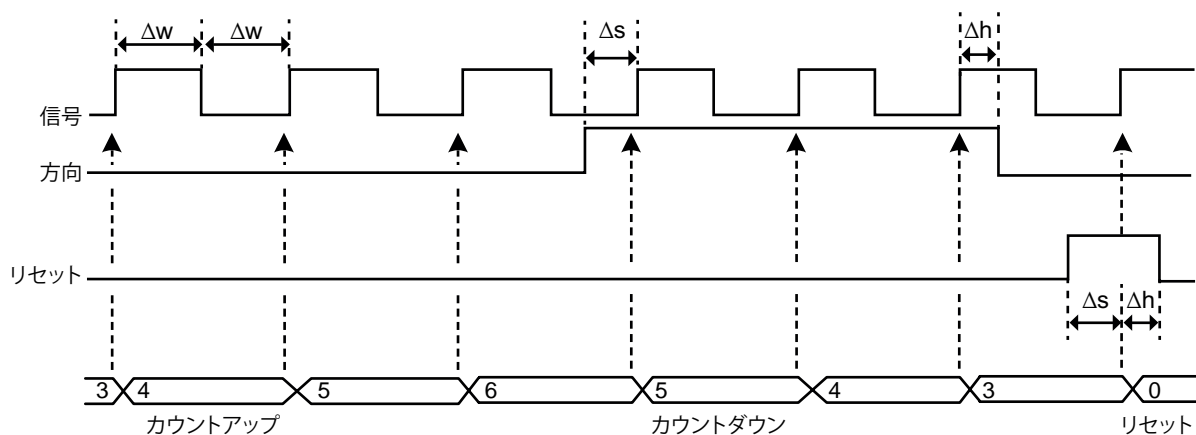 Δw Δw Δs Δh
信号
方向
リセット
Δs Δh
3 4 5 6 5 4 3 0
カウントアップ カウントダウン リセット